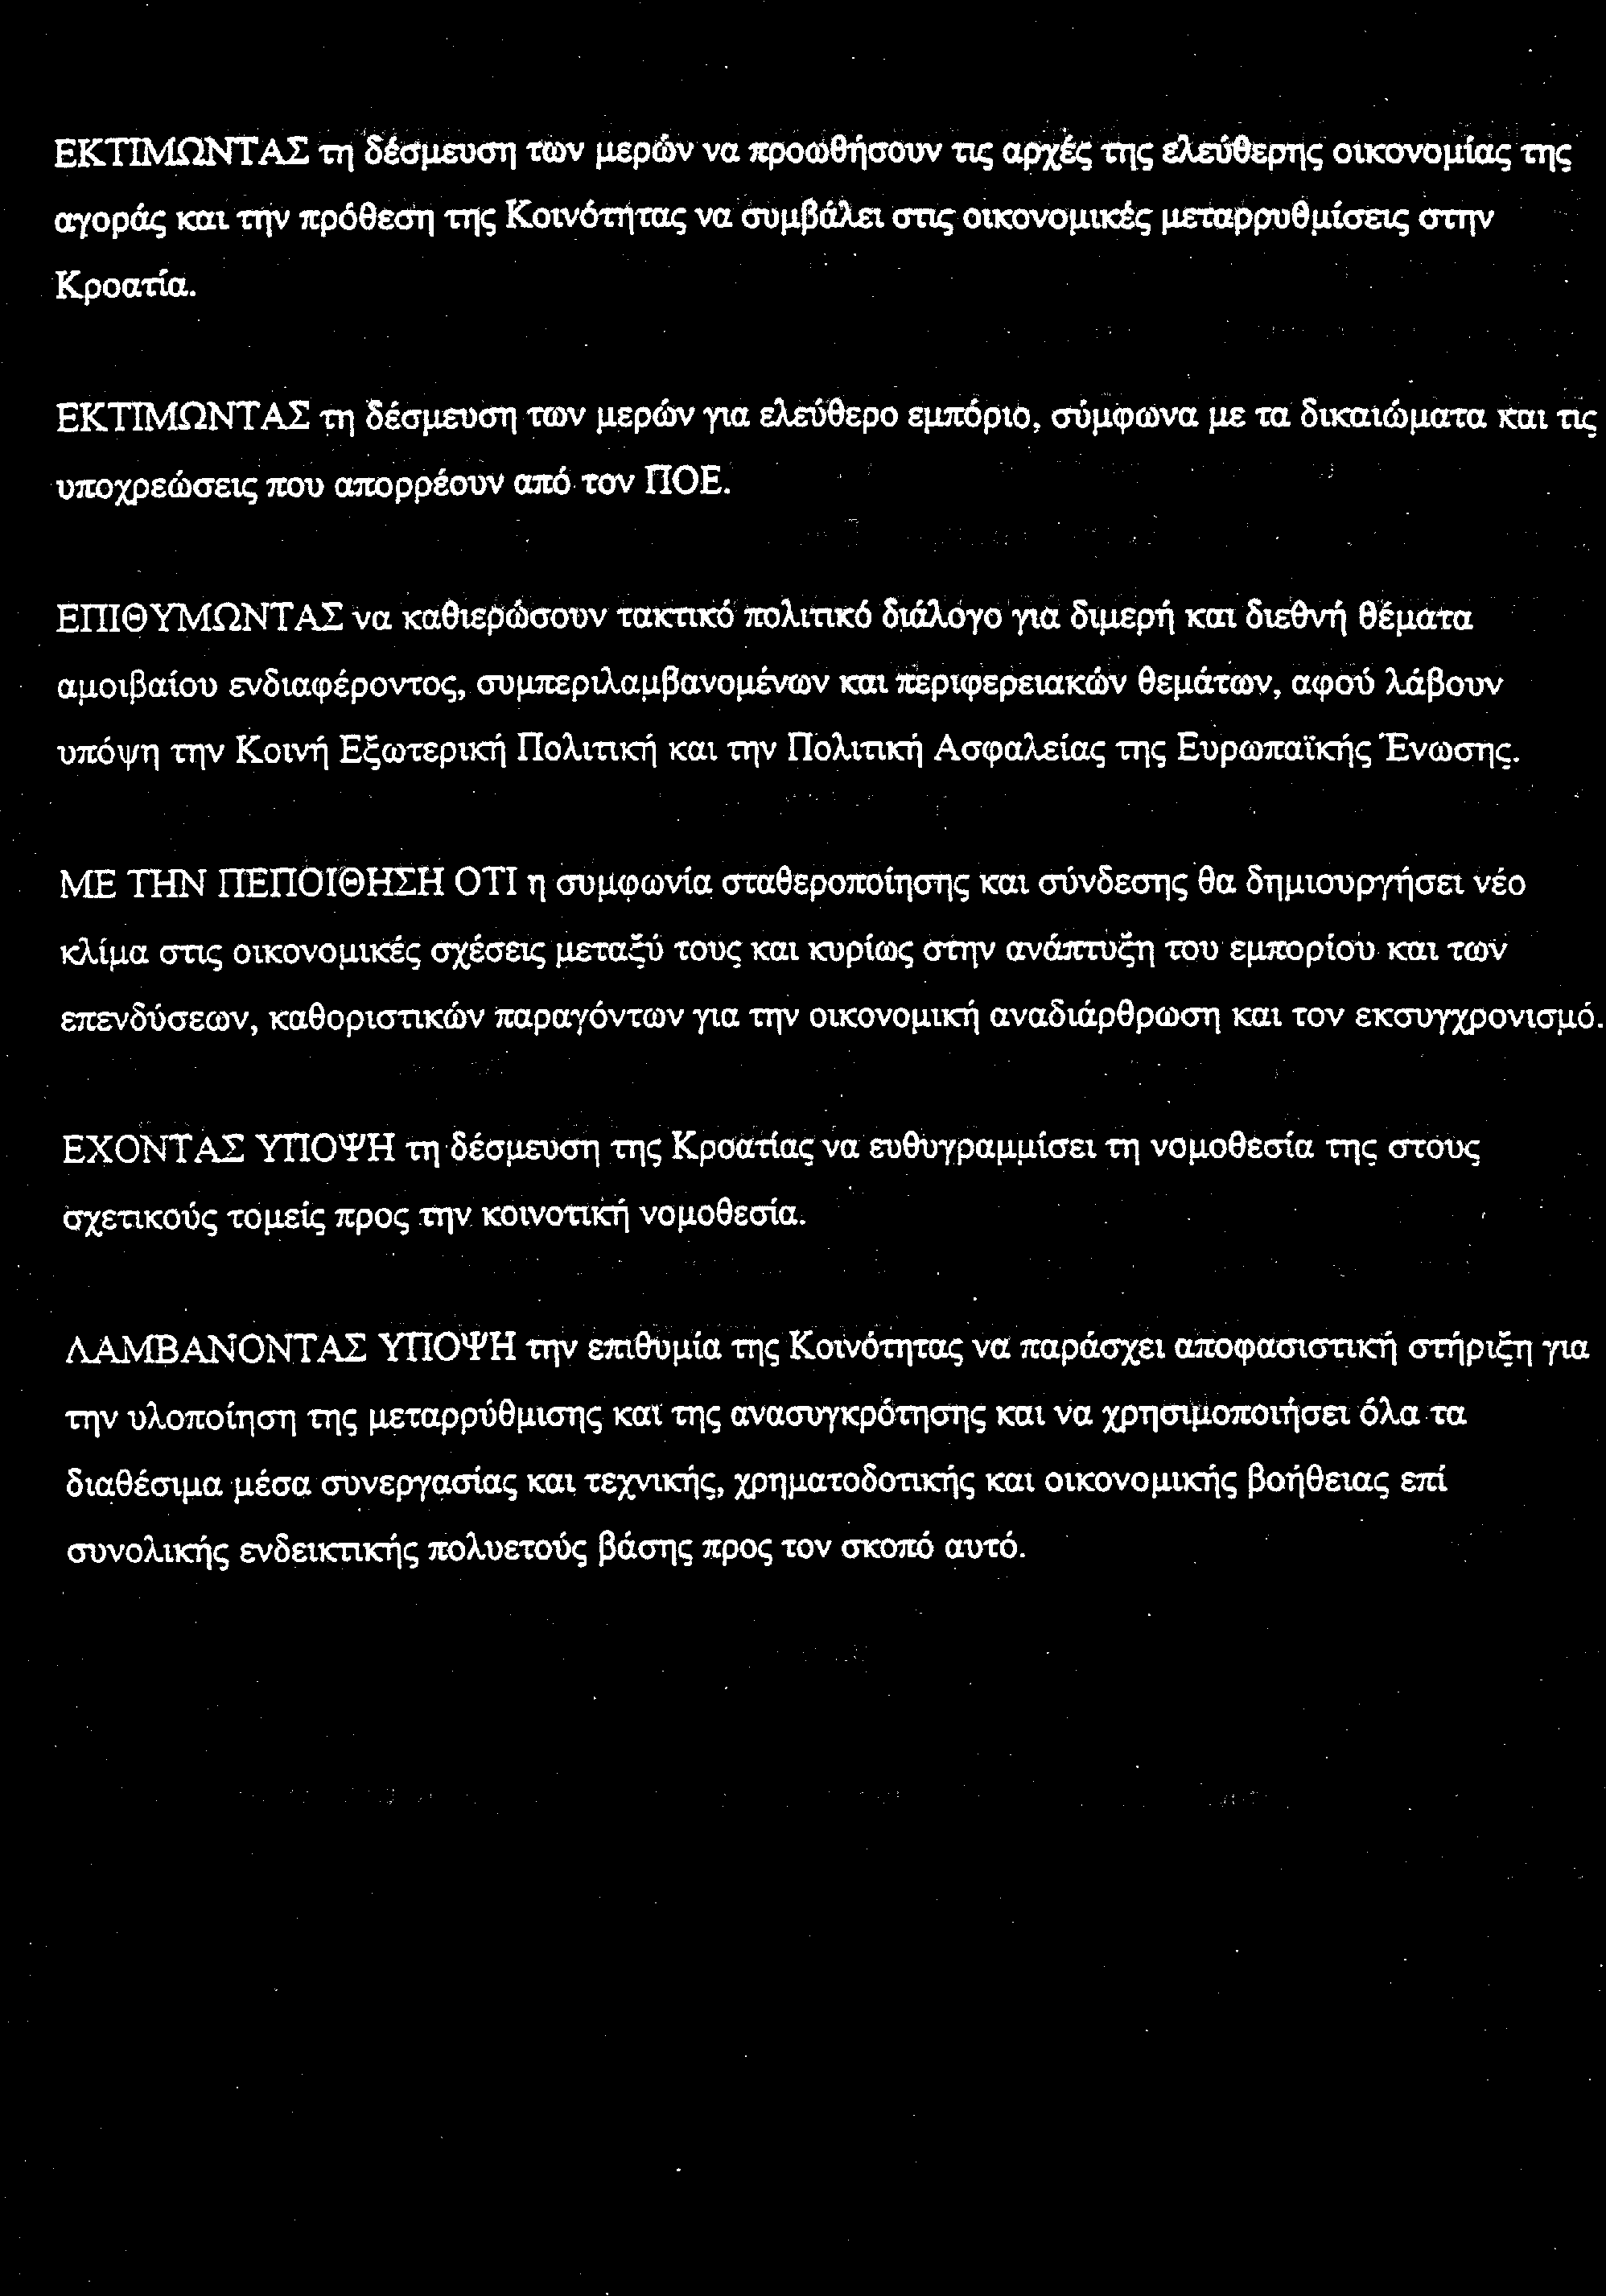 ΕΚΤΙΜΩΝΤΑΣ τη δέσμευση των μερών να προωθήσουν τις αρχές της ελεύθερης οικονομίας της
αγοράς και την πρόθεση της Κοινότητας να συμβάλει στις οικονομικές μεταρρυθμίσεις στην
Κροατία.
ΕΚΤΙΜΩΝΤΑΣ τη δέσμευση των μερών για ελεύθερο εμπόριο, σύμφωνα με τα δικαιώματα και τις
υποχρεώσεις που απορρέουν από τον ΠΟΕ.
ΕΠΙΘΥΜΩΝΤΑΣ να καθιερώσουν τακτικό πολιτικό διάλογο για διμερή και διεθνή θέματα
αμοιβαίου ενδιαφέροντος, συμπεριλαμβανομένων και περιφερειακών θεμάτων, αφού λάβουν
υπόψη την Κοινή Εξωτερική Πολιτική και την Πολιτική Ασφαλείας της Ευρωπαϊκής Ένωσης.
ΜΕ ΤΗΝ ΠΕΠΟΙΘΗΣΗ ΟΤΙ η συμφωνία σταθεροποίησης και σύνδεσης θα δημιουργήσει νέο
κλίμα στις οικονομικές σχέσεις μεταξύ τους και κυρίως στην ανάπτυξη του εμπορίου και των
επενδύσεων, καθοριστικών παραγόντων για την οικονομική αναδιάρθρωση και τον εκσυγχρονισμό.
ΕΧΟΝΤΑΣ ΥΠΟΨΗ τη δέσμευση της Κροατίας να ευθυγραμμίσει τη νομοθεσία της στους
σχετικούς τομείς προς την κοινοτική νομοθεσία.
ΛΑΜΒΑΝΟΝΤΑΣ ΥΠΟΨΗ την επιθυμία της Κοινότητας να παράσχει αποφασιστική στήριξη για
την υλοποίηση της μεταρρύθμισης και της ανασυγκρότησης και να χρησιμοποιήσει όλα τα
διαθέσιμα μέσα συνεργασίας και τεχνικής, χρηματοδοτικής και οικονομικής βοήθειας επί
συνολικής ενδεικτικής πολυετούς βάσης προς τον σκοπό αυτό.